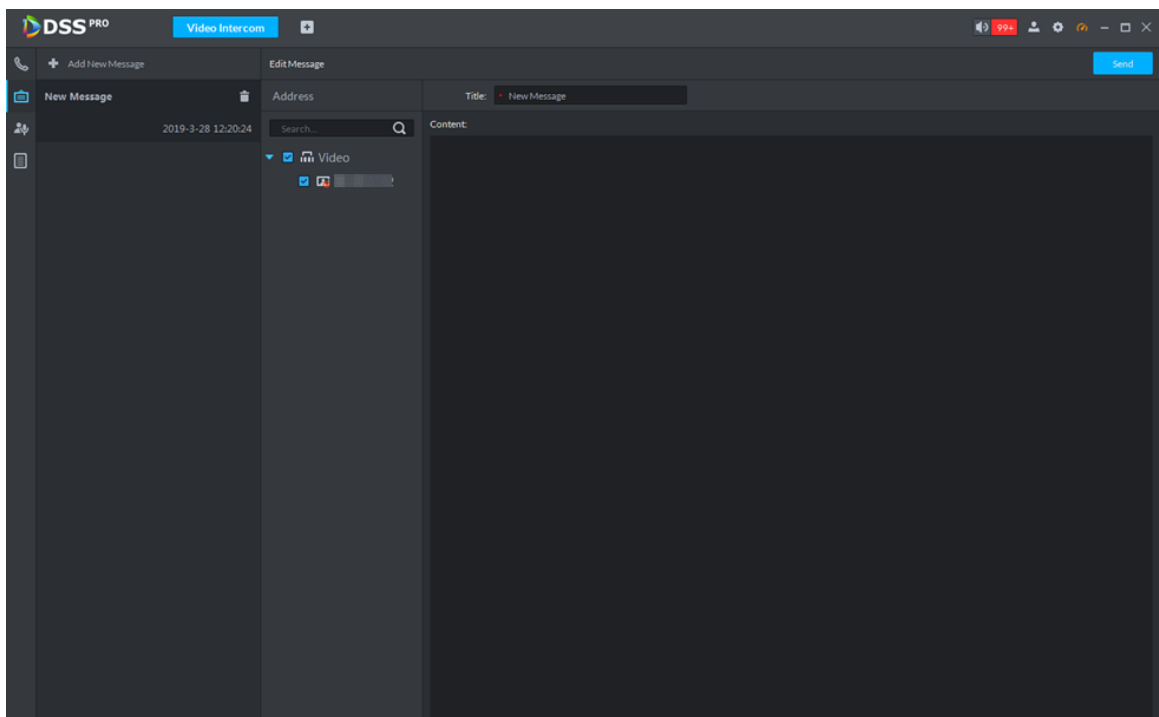 DSS PRO
Video Intercom
99+
Add New Message
Edit Message
Send
New Message
Address
Title: * New Message
2019-3-28 12:20:24
Search...
Content:
Video